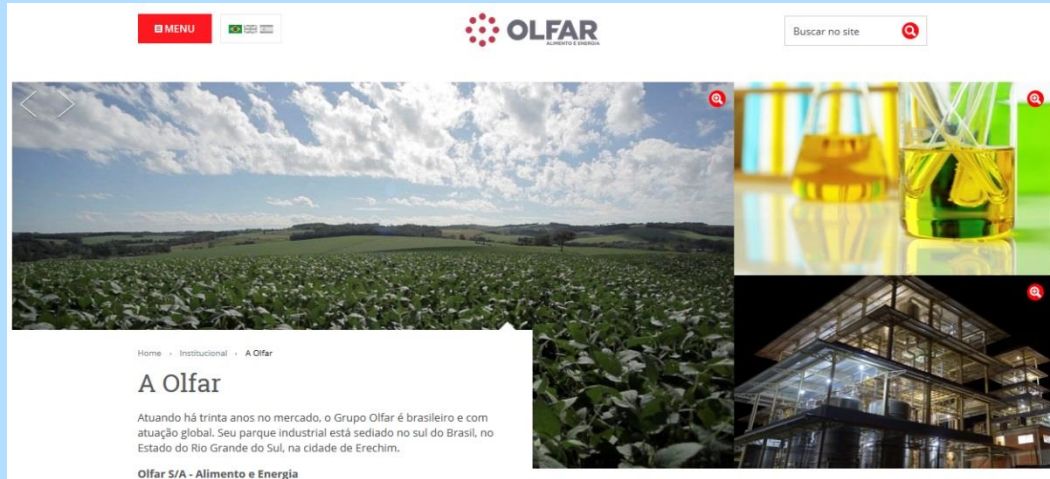 MENU
OLFAR
ALIMENTO E ENERGIA
Buscar no site
Home › Institucional › A Olfar
A Olfar
Atuando há trinta anos no mercado, o Grupo Olfar é brasileiro e com
atuação global. Seu parque industrial está sediado no sul do Brasil, no
Estado do Rio Grande do Sul, na cidade de Erechim.
Olfar S/A - Alimento e Energia